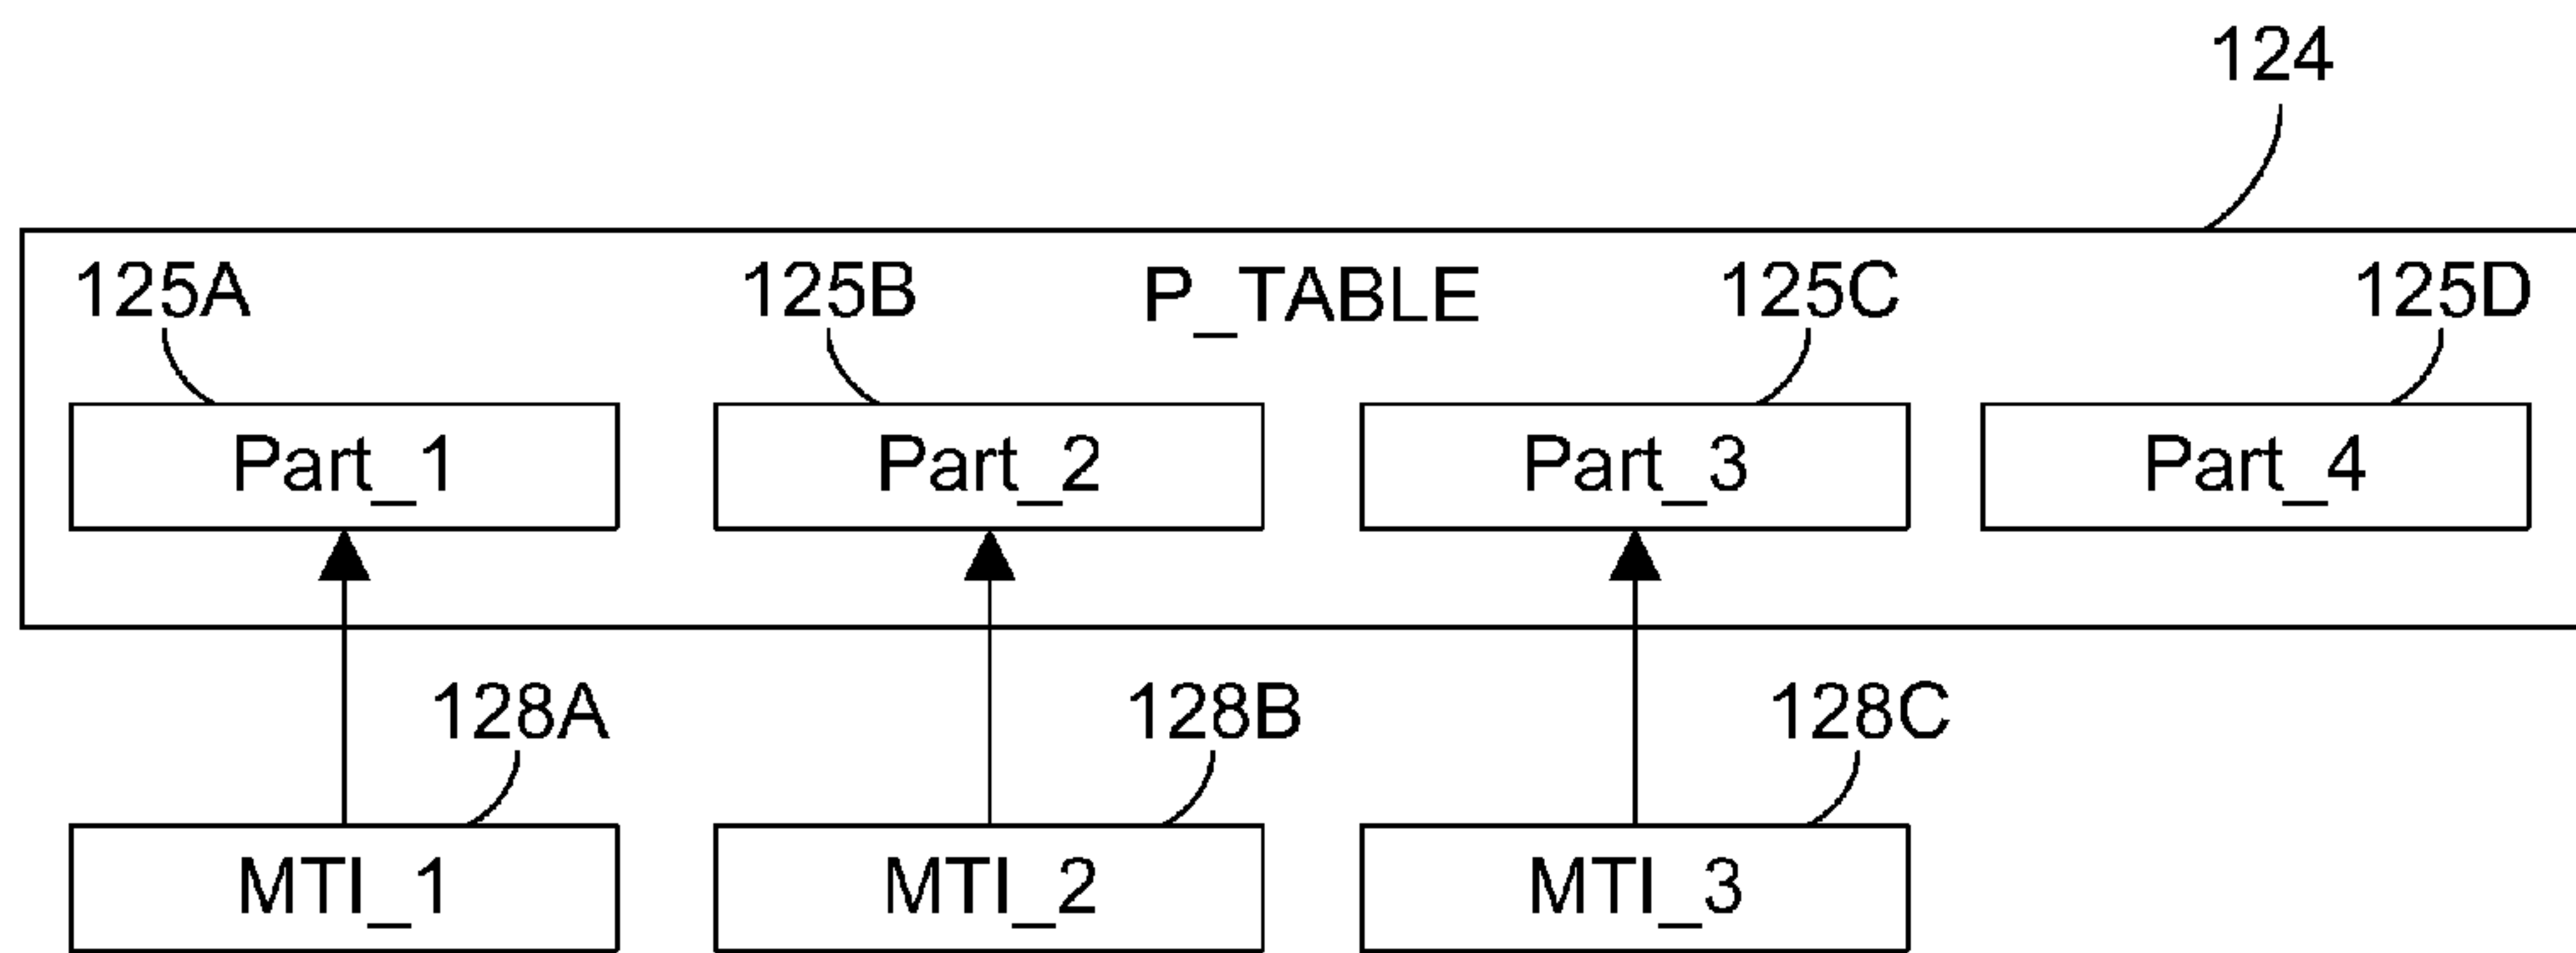 124
125A 125B P_TABLE 125C 125D
Part_1 Part_2 Part_3 Part_4
128A 128B 128C
MTI_1 MTI_2 MTI_3